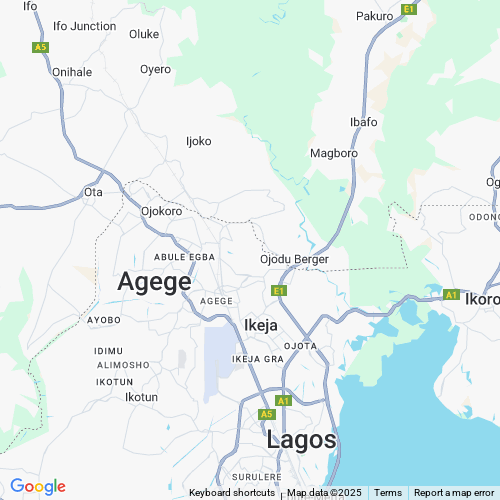 Ifo
Pakuro
E1
Ifo Junction
Oluke
A5
Onihale
Oyero
Ibafo
Ijoko
Magboro
Og
Ota
Ojokoro
ODONG
ABULE EGBA
Ojodu Berger
Agege
E1
A1
AGEGE
Ikoro
AYOBO
Ikeja
OJOTA
IDIMU
IKEJA GRA
ALIMOSHO
IKOTUN
Ikotun
A1
A5
Lagos
SURULERE
Google
Keyboard shortcuts
Map data ©2025
Terms
Report a map error